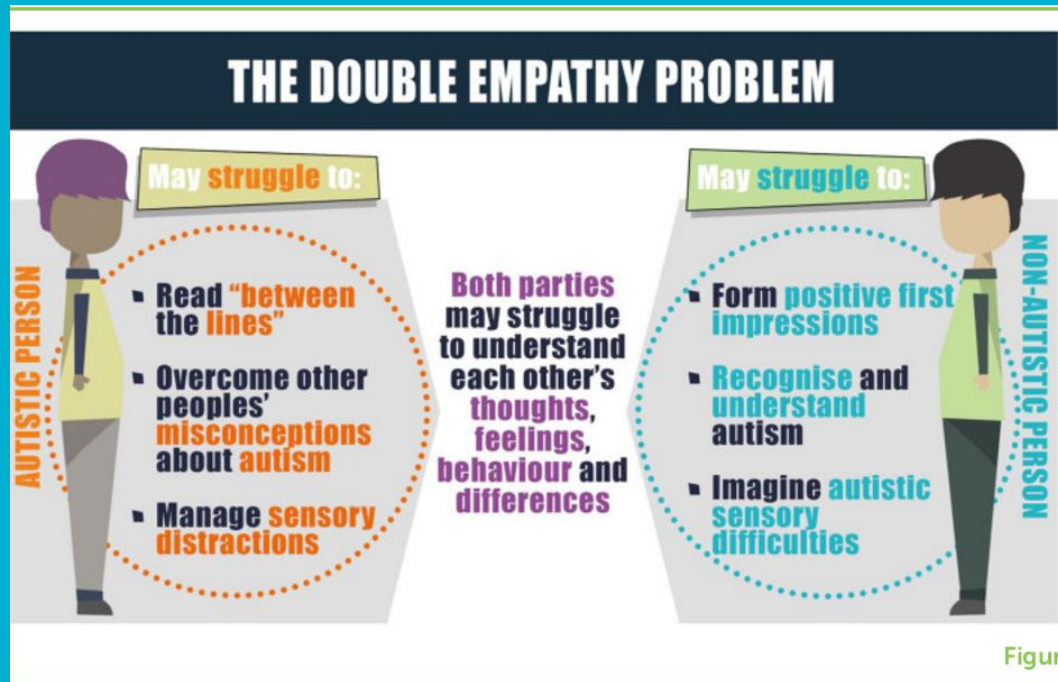 THE DOUBLE EMPATHY PROBLEM
May struggle to:
AUTISTIC PERSON
▪ Read "between
the lines"
▪ Overcome other
peoples'
misconceptions
about autism
▪ Manage sensory
distractions
Both parties
may struggle
to understand
each other's
thoughts,
feelings,
behaviour and
differences
May struggle to:
▪ Form positive first
impressions
▪ Recognise and
understand
autism
▪ Imagine autistic
sensory
difficulties
NON-AUTISTIC PERSON
Figur